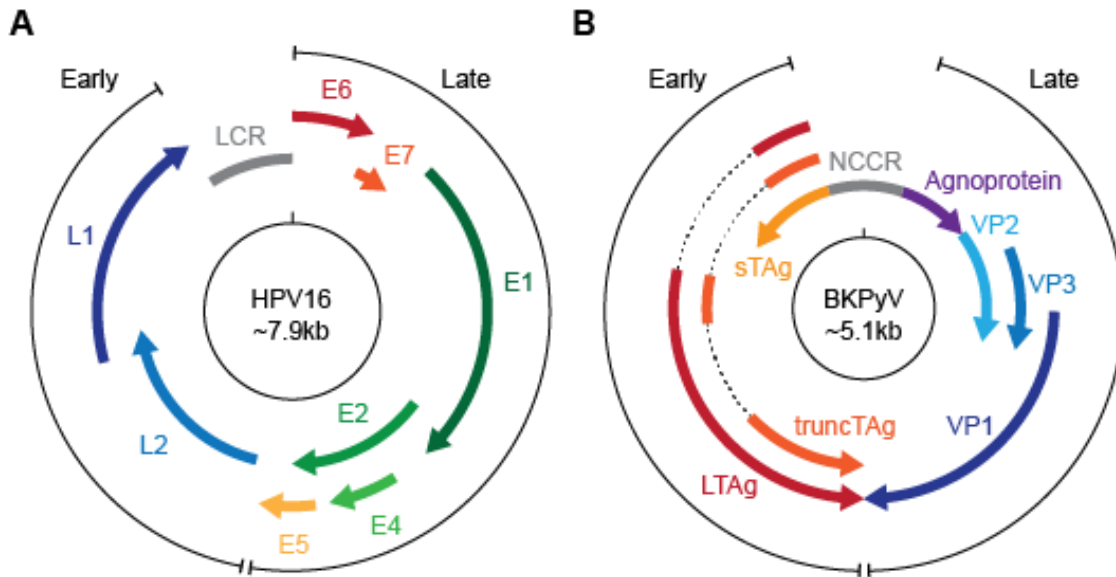 A
Early
Late
E6
LCR
E7
L1
E1
HPV16
~7.9kb
E2
L2
E4
E5
B
Early
Late
NCCR
Agnoprotein
VP2
sTAg
VP3
BKPyV
~5.1kb
truncTAg
VP1
LTAg